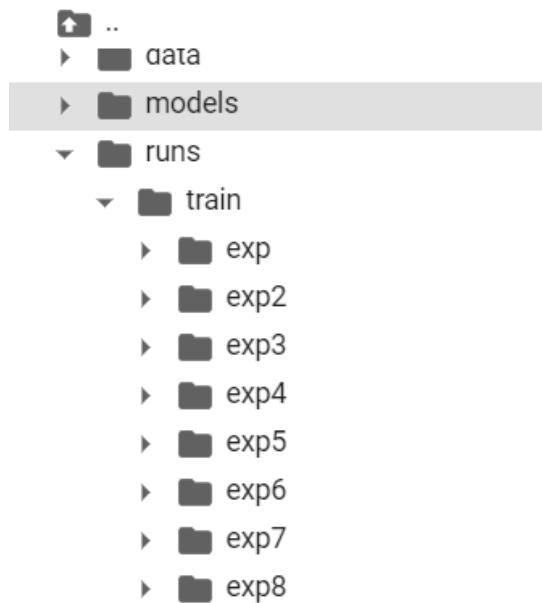 ..
data
models
runs
train
exp
exp2
exp3
exp4
exp5
exp6
exp7
exp8